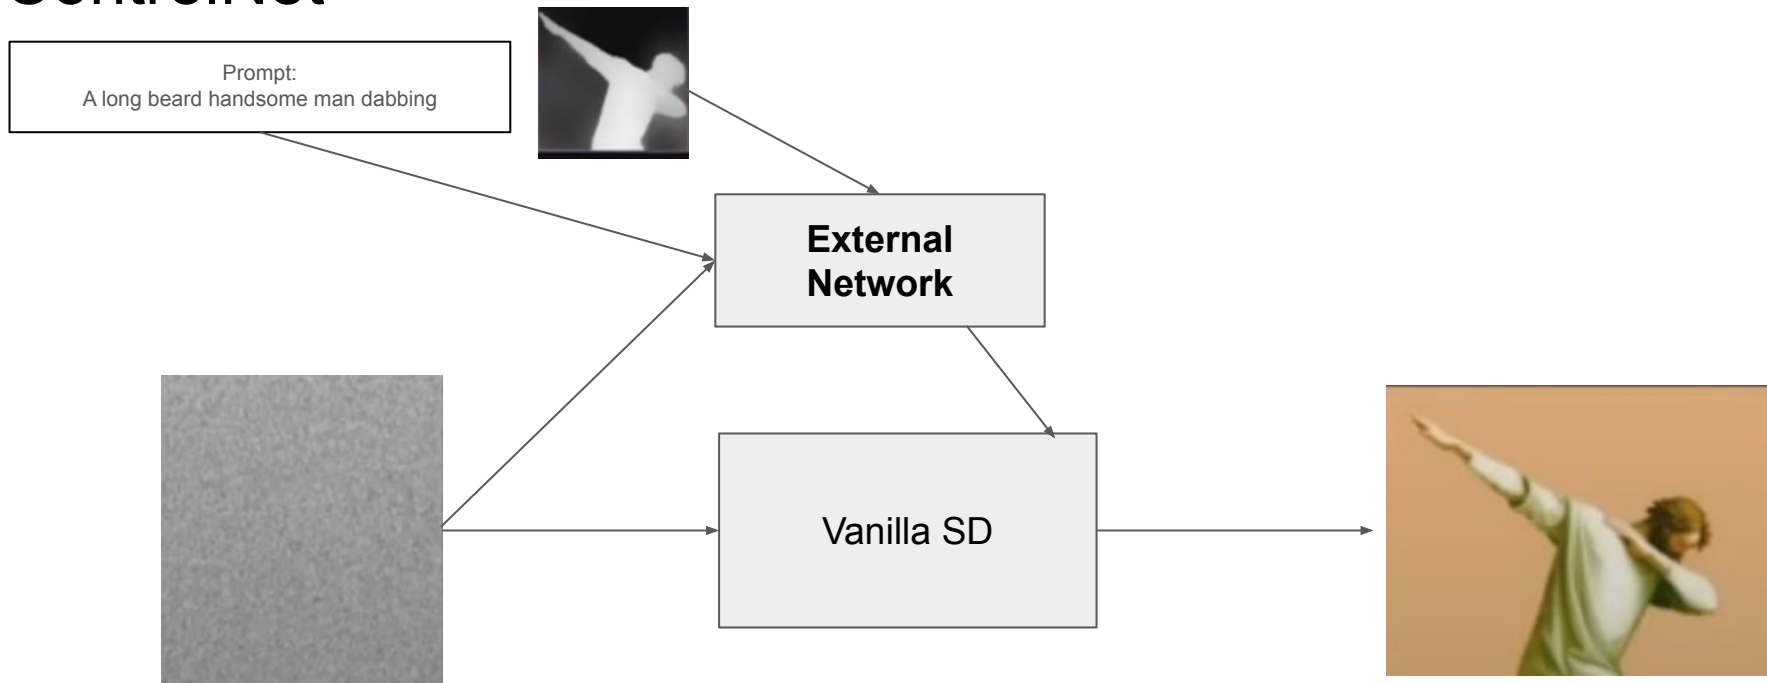 ControlNet
Prompt:
A long beard handsome man dabbing
External
Network
Vanilla SD